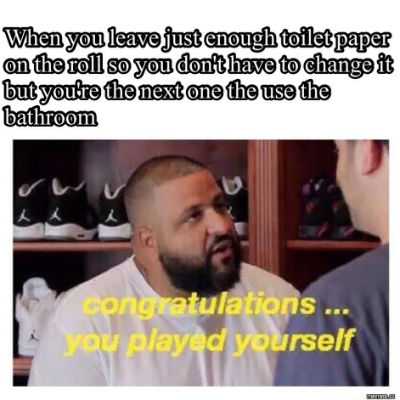 When you leave just enough toilet paper
on the roll so you don't have to change it
but you're the next one the use the
bathroom
congratulations ...
you played yourself